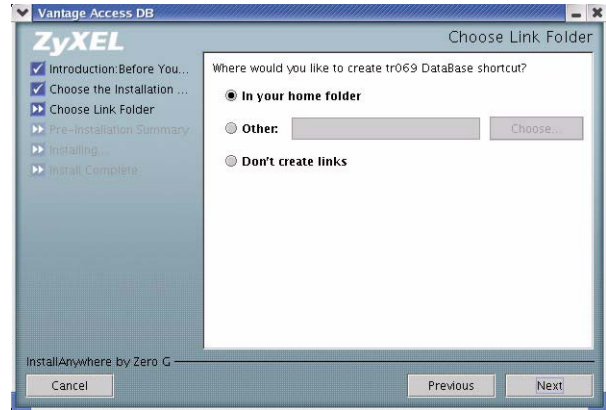 Vantage Access DB
ZyXEL
Choose Link Folder
Introduction:Before You...
Choose the Installation ...
Choose Link Folder
Pre-Installation Summary
Installing...
Install Complete
Where would you like to create tr069 DataBase shortcut?
In your home folder
Other:
Choose...
Don't create links
InstallAnywhere by Zero G
Cancel
Previous
Next